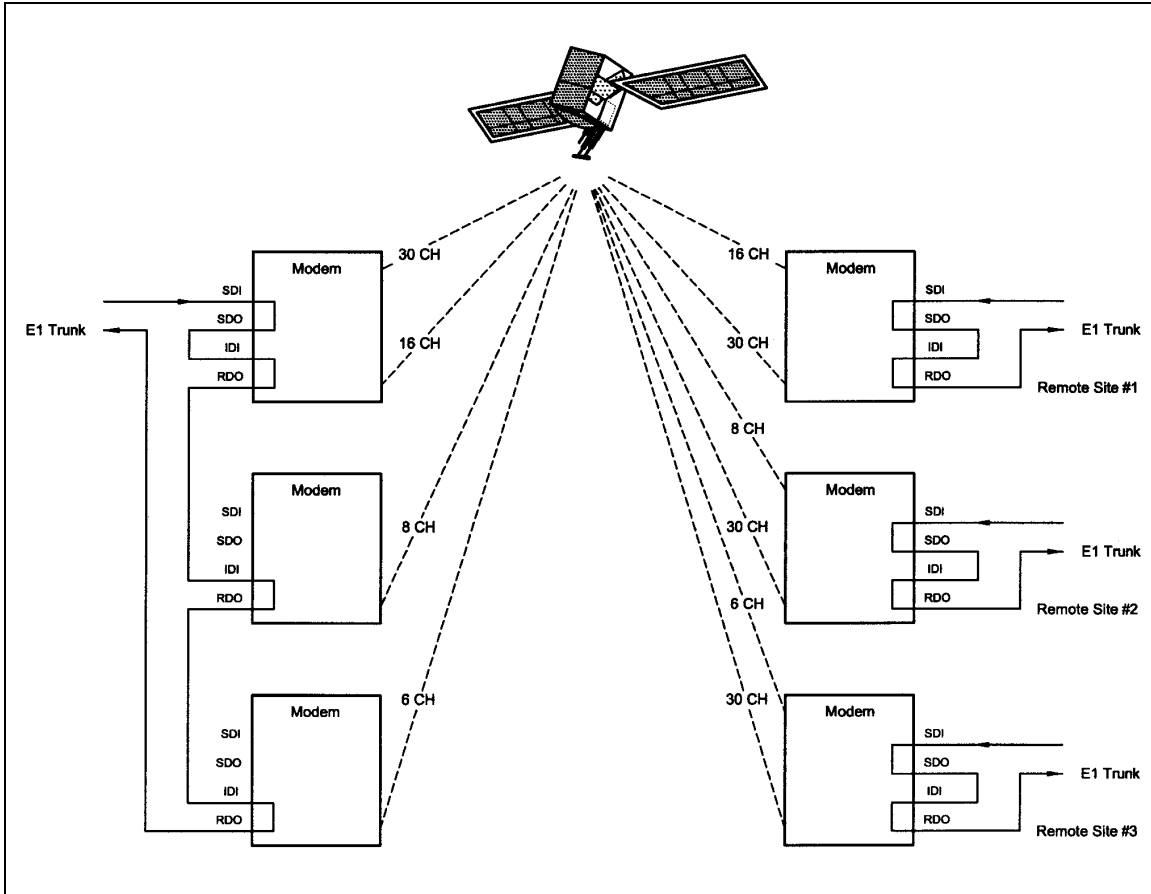 30 CH
16 CH
Modem
Modem
SDI
SDI
SDO
E1 Trunk
SDO
E1 Trunk
16 CH
30 CH
IDI
IDI
RDO
RDO
Remote Site #1
8 CH
Modem
Modem
SDI
SDI
8 CH
30 CH
SDO
SDO
E1 Trunk
IDI
IDI
RDO
6 CH
RDO
Remote Site #2
6 CH
30 CH
Modem
Modem
SDI
SDI
SDO
SDO
E1 Trunk
IDI
IDI
RDO
RDO
Remote Site #3